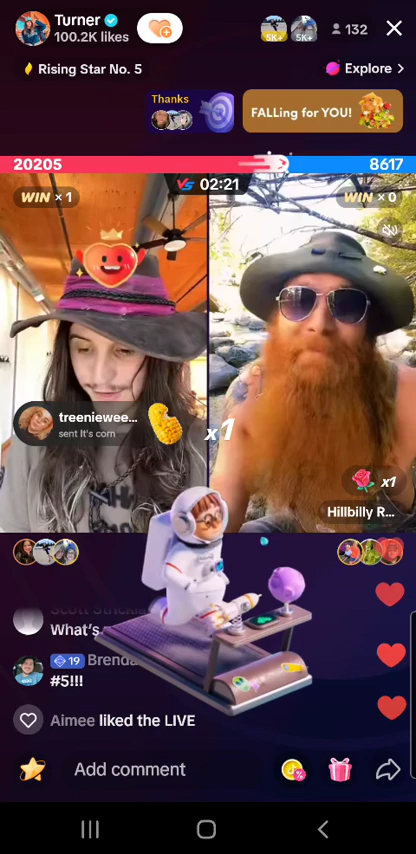 Turner
100.2K likes
5K+
5K+
132
Rising Star No. 5
Explore
Thanks
FALLing for YOU!
20205
8617
WIN x 1
VS 02:21
WIN x 0
treeniewee...
sent It's corn
x1
x1
Hillbilly R...
What's
19 Brenda
#5!!!
Aimee liked the LIVE
Add comment